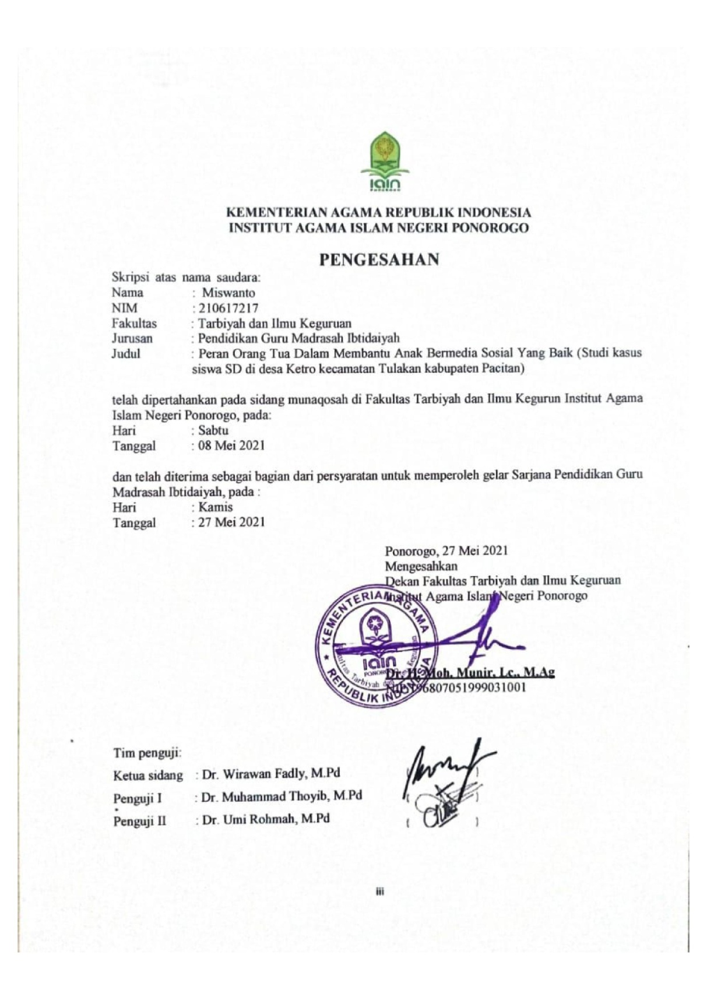 iain
PONOROGO
KEMENTERIAN AGAMA REPUBLIK INDONESIA
INSTITUT AGAMA ISLAM NEGERI PONOROGO
PENGESAHAN
Skripsi atas nama saudara:
Nama : Miswanto
NIM : 210617217
Fakultas : Tarbiyah dan Ilmu Keguruan
Jurusan : Pendidikan Guru Madrasah Ibtidaiyah
Judul : Peran Orang Tua Dalam Membantu Anak Bermedia Sosial Yang Baik (Studi kasus
siswa SD di desa Ketro kecamatan Tulakan kabupaten Pacitan)
telah dipertahankan pada sidang munaqosah di Fakultas Tarbiyah dan Ilmu Kegurun Institut Agama
Islam Negeri Ponorogo, pada:
Hari : Sabtu
Tanggal : 08 Mei 2021
dan telah diterima sebagai bagian dari persyaratan untuk memperoleh gelar Sarjana Pendidikan Guru
Madrasah Ibtidaiyah, pada :
Hari : Kamis
Tanggal : 27 Mei 2021
Ponorogo, 27 Mei 2021
Mengesahkan
Dekan Fakultas Tarbiyah dan Ilmu Keguruan
Institut Agama Islam Negeri Ponorogo
KEMENTERIAN AGAMA
REPUBLIK INDONESIA
Fakultas Tarbiyah dan Ilmu Keguruan
iain
PONOROGO
Dr. H. Moh. Munir, Lc., M.Ag
NIP 196807051999031001
Tim penguji:
Ketua sidang : Dr. Wirawan Fadly, M.Pd )
Penguji I : Dr. Muhammad Thoyib, M.Pd ( )
Penguji II : Dr. Umi Rohmah, M.Pd ( )
iii